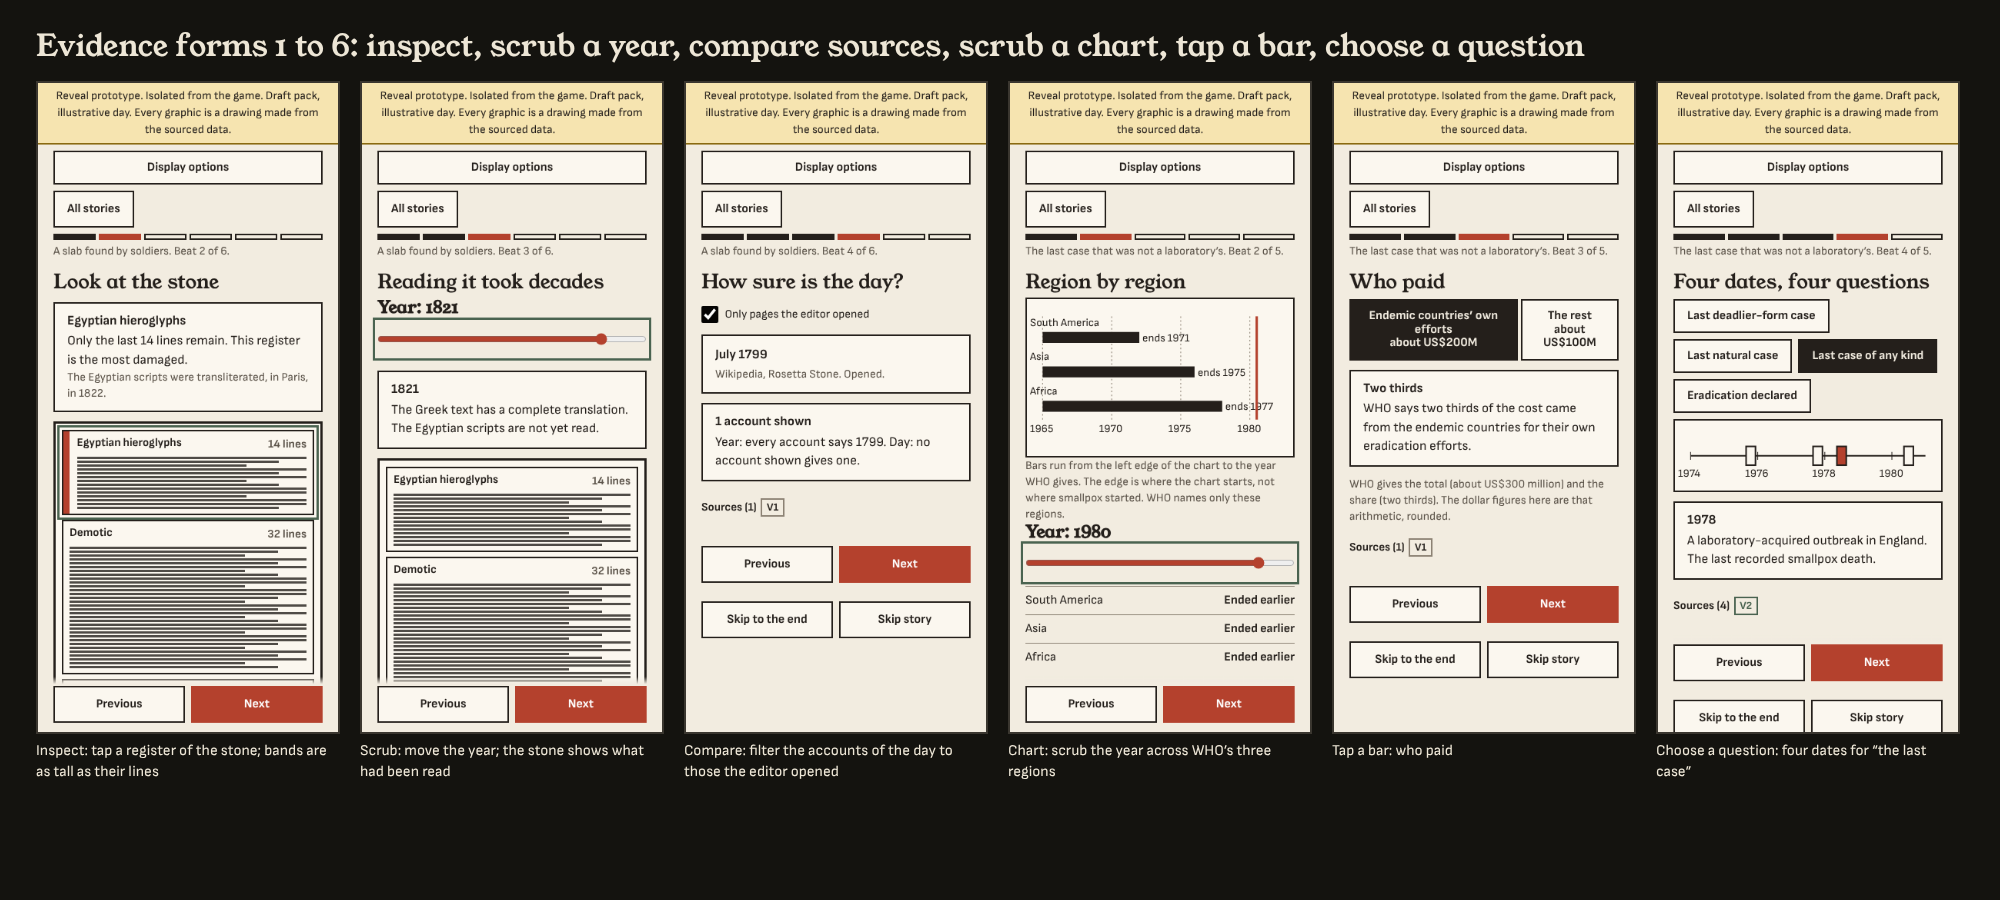 Evidence forms 1 to 6: inspect, scrub a year, compare sources, scrub a chart, tap a bar, choose a question
Reveal prototype. Isolated from the game. Draft pack,
illustrative day. Every graphic is a drawing made from
the sourced data.
Display options
All stories
A slab found by soldiers. Beat 2 of 6.
Look at the stone
Egyptian hieroglyphs
Only the last 14 lines remain. This register
is the most damaged.
The Egyptian scripts were transliterated, in Paris,
in 1822.
Egyptian hieroglyphs 14 lines
Demotic 32 lines
Previous Next
Inspect: tap a register of the stone; bands are
as tall as their lines
Reveal prototype. Isolated from the game. Draft pack,
illustrative day. Every graphic is a drawing made from
the sourced data.
Display options
All stories
A slab found by soldiers. Beat 3 of 6.
Reading it took decades
Year: 1821
1821
The Greek text has a complete translation.
The Egyptian scripts are not yet read.
Egyptian hieroglyphs 14 lines
Demotic 32 lines
Previous Next
Scrub: move the year; the stone shows what
had been read
Reveal prototype. Isolated from the game. Draft pack,
illustrative day. Every graphic is a drawing made from
the sourced data.
Display options
All stories
A slab found by soldiers. Beat 4 of 6.
How sure is the day?
Only pages the editor opened
July 1799
Wikipedia, Rosetta Stone. Opened.
1 account shown
Year: every account says 1799. Day: no
account shown gives one.
Sources (1) V1
Previous Next
Skip to the end Skip story
Compare: filter the accounts of the day to
those the editor opened
Reveal prototype. Isolated from the game. Draft pack,
illustrative day. Every graphic is a drawing made from
the sourced data.
Display options
All stories
The last case that was not a laboratory's. Beat 2 of 5.
Region by region
South America
ends 1971
Asia
ends 1975
Africa
ends 1977
1965 1970 1975 1980
Bars run from the left edge of the chart to the year
WHO gives. The edge is where the chart starts, not
where smallpox started. WHO names only these
regions.
Year: 1980
South America Ended earlier
Asia Ended earlier
Africa Ended earlier
Previous Next
Chart: scrub the year across WHO's three
regions
Reveal prototype. Isolated from the game. Draft pack,
illustrative day. Every graphic is a drawing made from
the sourced data.
Display options
All stories
The last case that was not a laboratory's. Beat 3 of 5.
Who paid
Endemic countries' own
efforts
about US$200M
The rest
about
US$100M
Two thirds
WHO says two thirds of the cost came
from the endemic countries for their own
eradication efforts.
WHO gives the total (about US$300 million) and the
share (two thirds). The dollar figures here are that
arithmetic, rounded.
Sources (1) V1
Previous Next
Skip to the end Skip story
Tap a bar: who paid
Reveal prototype. Isolated from the game. Draft pack,
illustrative day. Every graphic is a drawing made from
the sourced data.
Display options
All stories
The last case that was not a laboratory's. Beat 4 of 5.
Four dates, four questions
Last deadlier-form case
Last natural case Last case of any kind
Eradication declared
1974 1976 1978 1980
1978
A laboratory-acquired outbreak in England.
The last recorded smallpox death.
Sources (4) V2
Previous Next
Skip to the end Skip story
Choose a question: four dates for "the last
case"